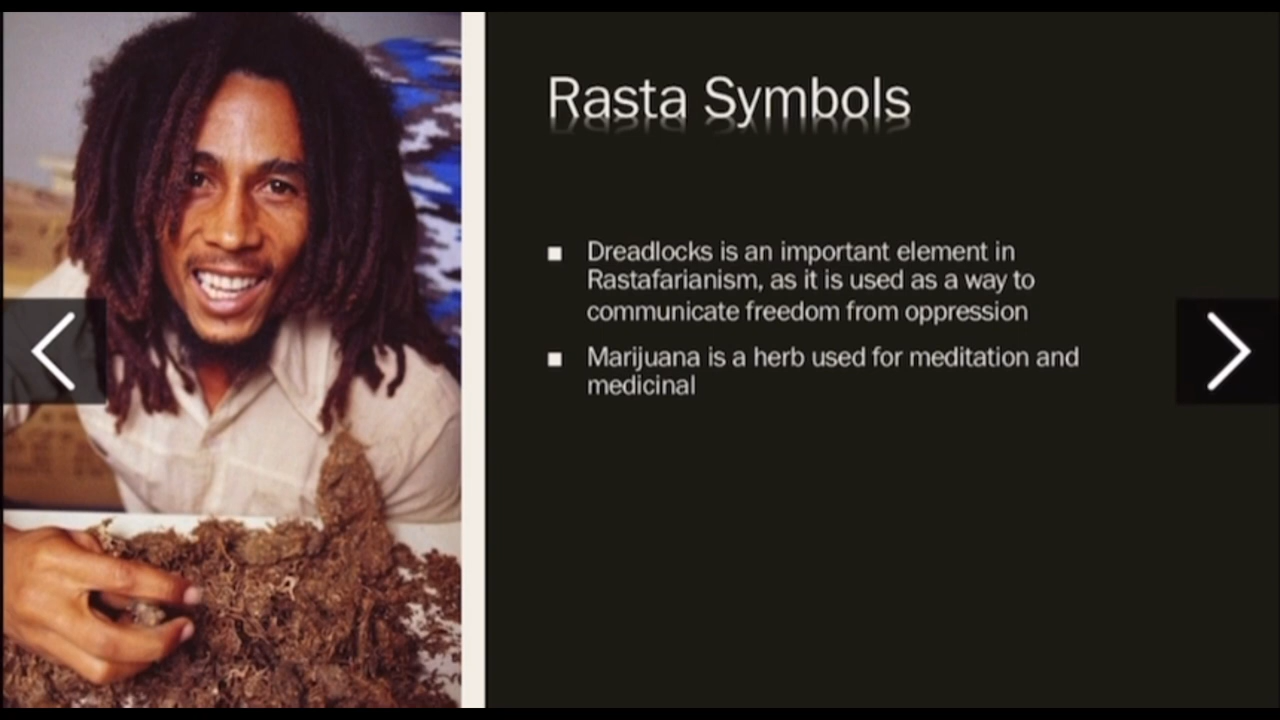 Rasta Symbols
Dreadlocks is an important element in
Rastafarianism, as it is used as a way to
communicate freedom from oppression
Marijuana is a herb used for meditation and
medicinal